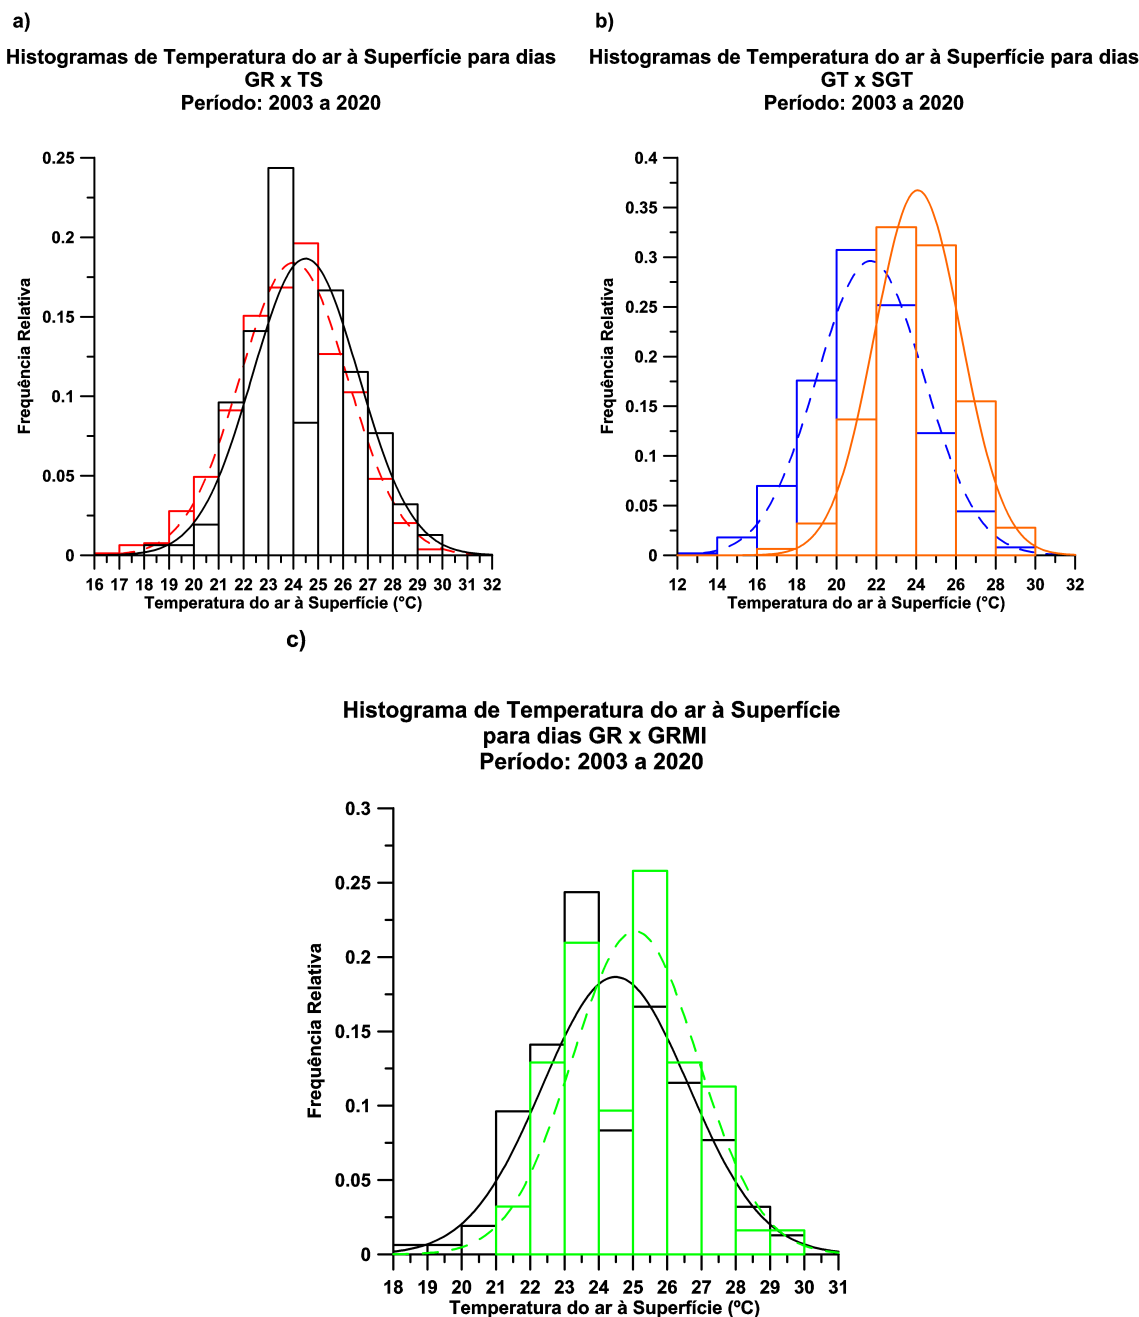 a)
Histogramas de Temperatura do ar à Superfície para dias
GR x TS
Período: 2003 a 2020
0.25
0.2
0.15
0.1
0.05
0
Frequência Relativa
16 17 18 19 20 21 22 23 24 25 26 27 28 29 30 31 32
Temperatura do ar à Superfície (°C)
b)
Histogramas de Temperatura do ar à Superfície para dias
GT x SGT
Período: 2003 a 2020
0.4
0.35
0.3
0.25
0.2
0.15
0.1
0.05
0
Frequência Relativa
12 14 16 18 20 22 24 26 28 30 32
Temperatura do ar à Superfície (°C)
c)
Histograma de Temperatura do ar à Superfície
para dias GR x GRMI
Período: 2003 a 2020
0.3
0.25
0.2
0.15
0.1
0.05
0
Frequência Relativa
18 19 20 21 22 23 24 25 26 27 28 29 30 31
Temperatura do ar à Superfície (ºC)